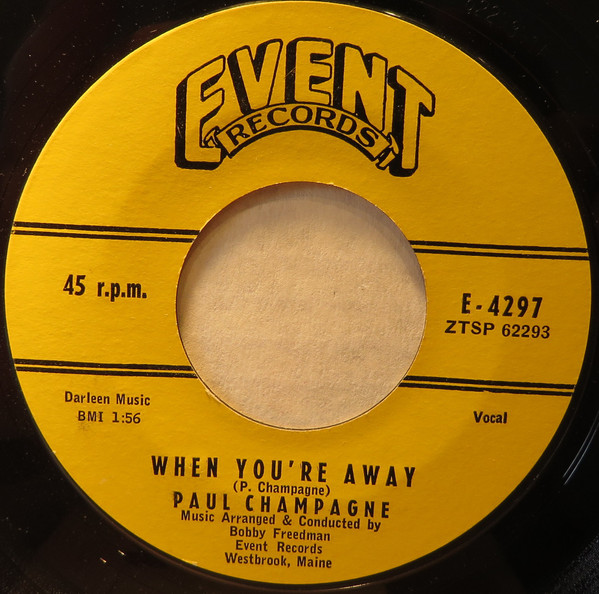 EVENT
RECORDS
45 r.p.m.
E-4297
ZTSP 62293
Darleen Music
BMI 1:56
Vocal
WHEN YOU'RE AWAY
(P. Champagne)
PAUL CHAMPAGNE
Music Arranged & Conducted by
Bobby Freedman
Event Records
Westbrook, Maine